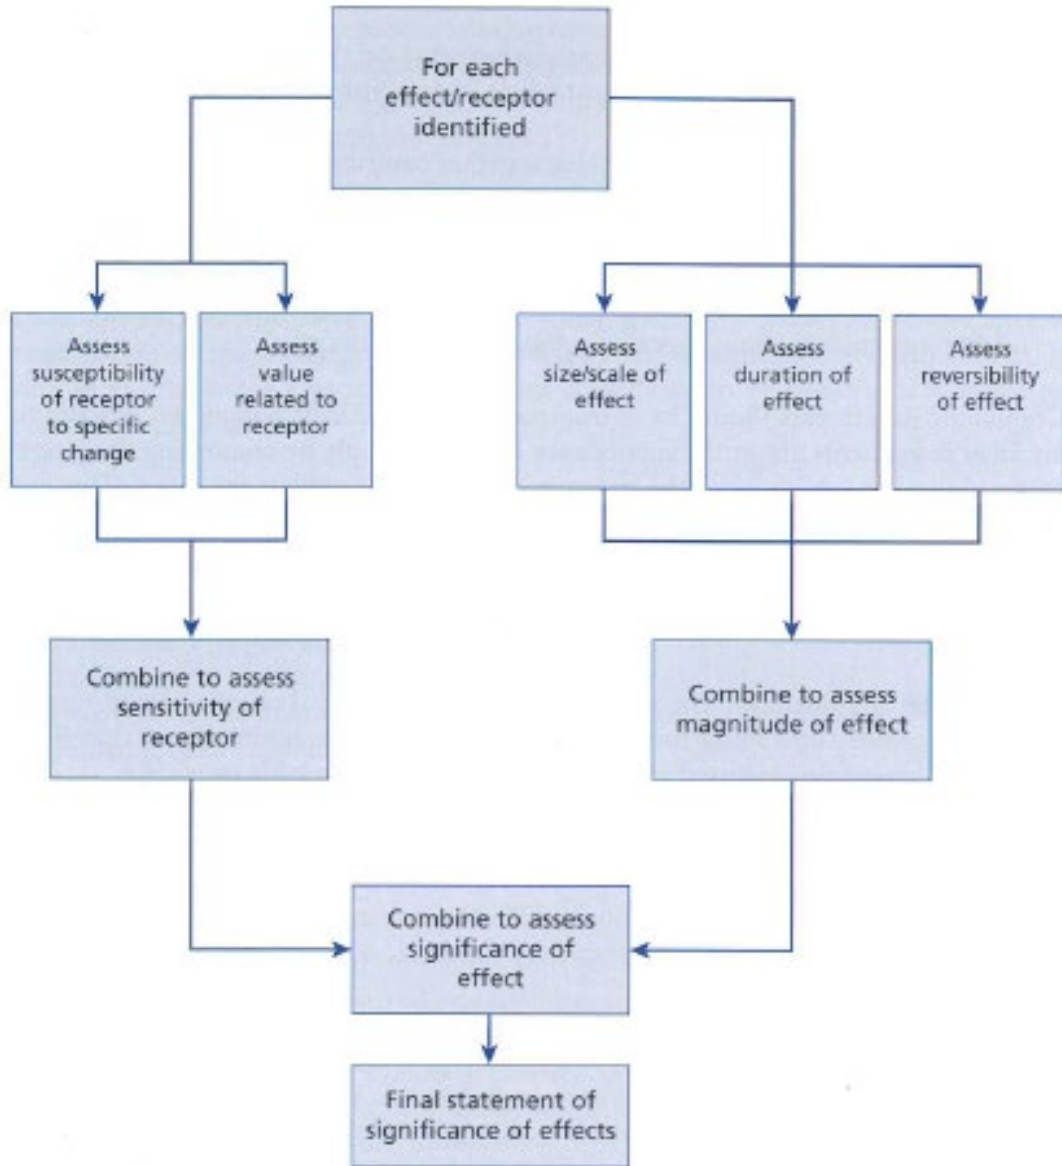 For each
effect/receptor
identified
Assess
susceptibility
of receptor
to specific
change
Assess
value
related to
receptor
Assess
size/scale of
effect
Assess
duration of
effect
Assess
reversibility
of effect
Combine to assess
sensitivity of
receptor
Combine to assess
magnitude of effect
Combine to assess
significance of
effect
Final statement of
significance of effects